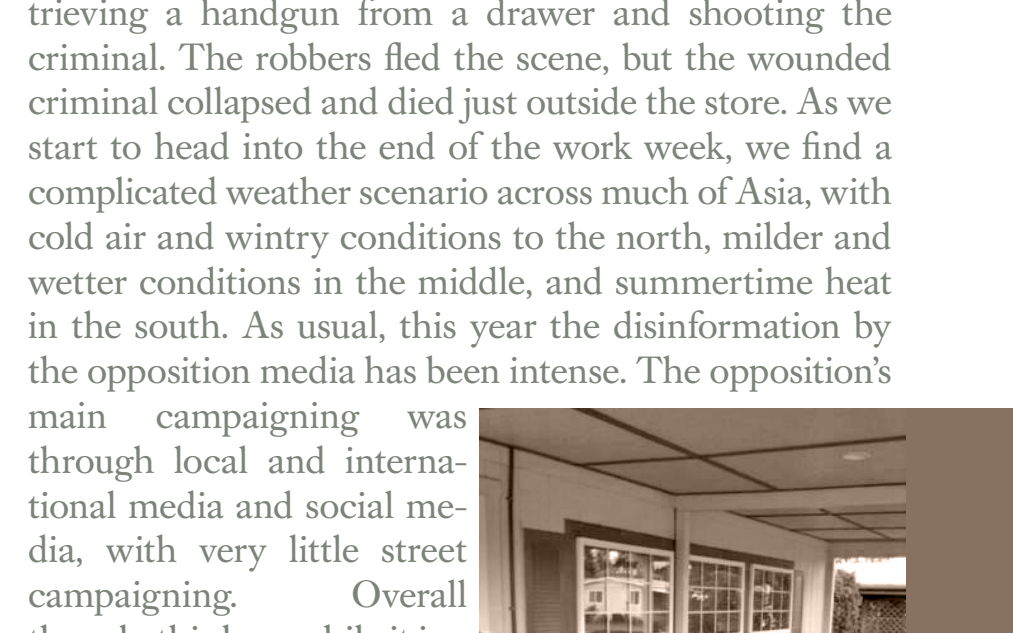 trieving a handgun from a drawer and shooting the
criminal. The robbers fled the scene, but the wounded
criminal collapsed and died just outside the store. As we
start to head into the end of the work week, we find a
complicated weather scenario across much of Asia, with
cold air and wintry conditions to the north, milder and
wetter conditions in the middle, and summertime heat
in the south. As usual, this year the disinformation by
the opposition media has been intense. The opposition’s
main campaigning was
through local and interna-
tional media and social me-
dia, with very little street
campaigning. Overall